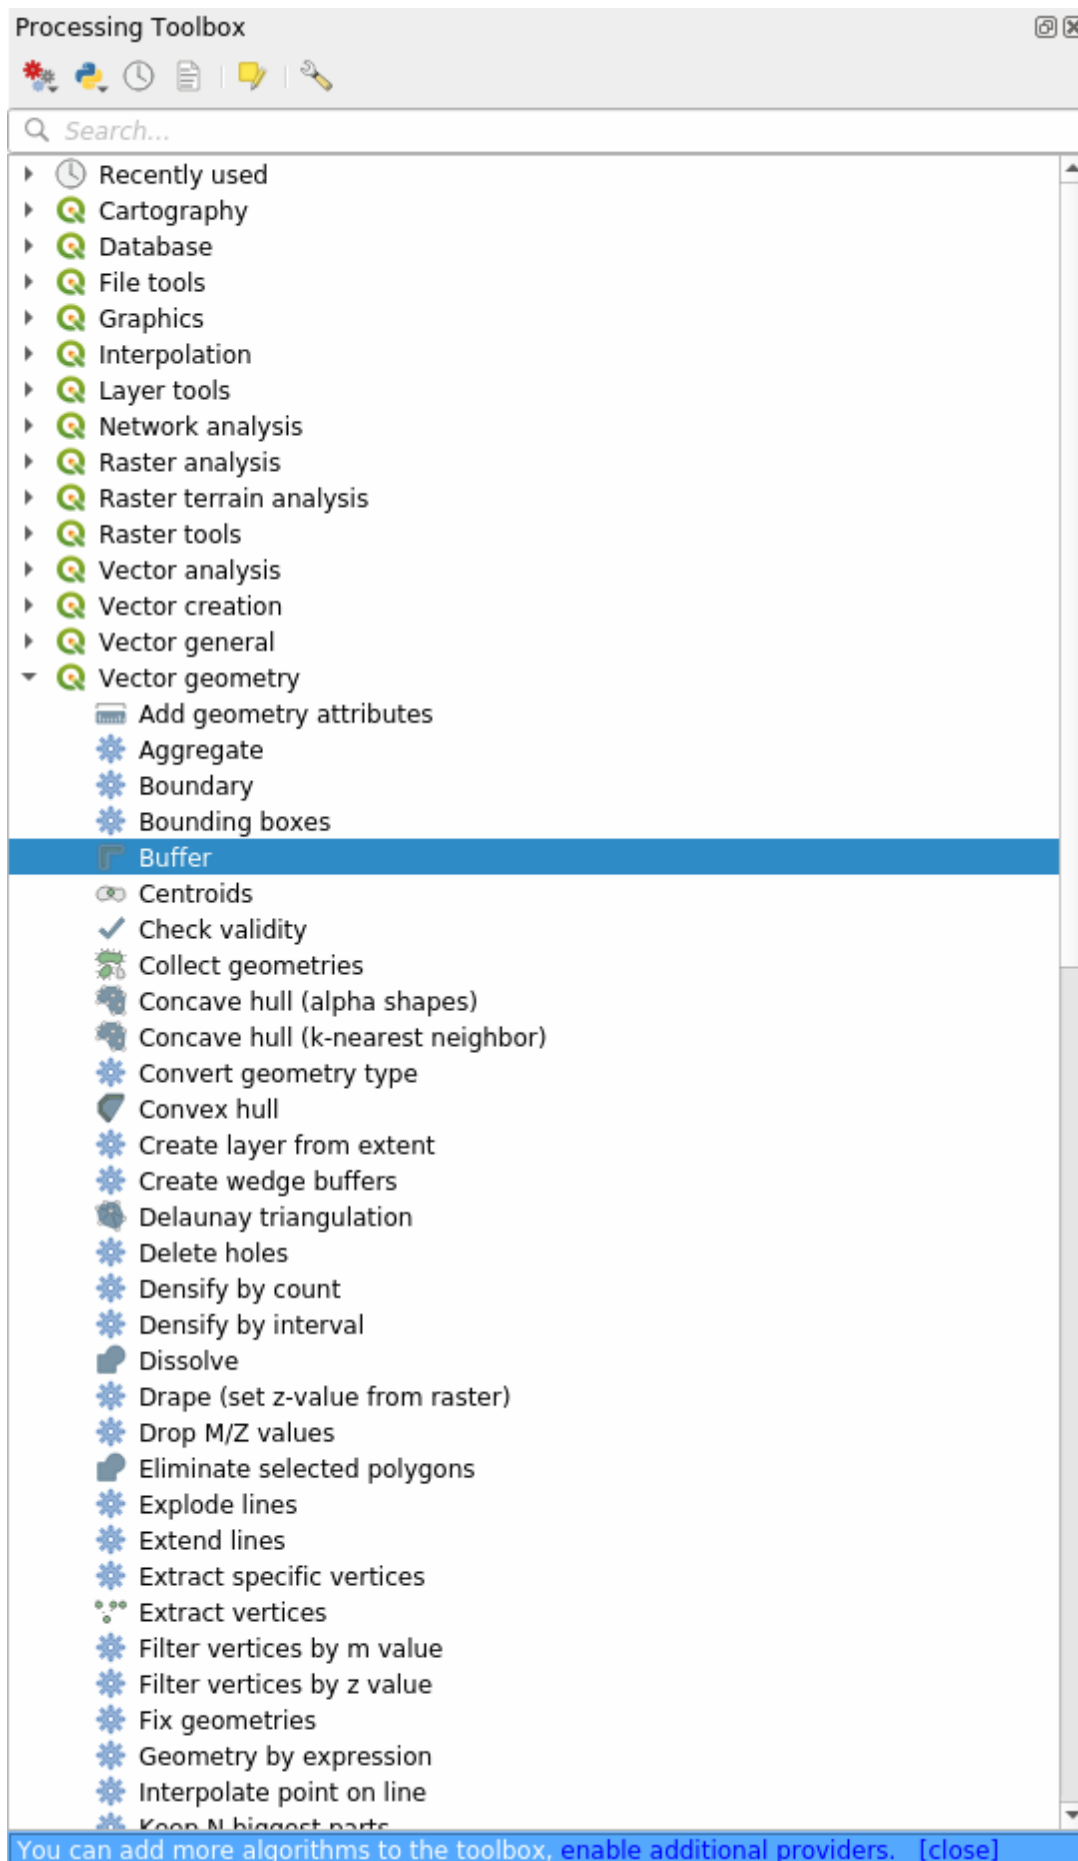 Processing Toolbox
Search...
Recently used
Cartography
Database
File tools
Graphics
Interpolation
Layer tools
Network analysis
Raster analysis
Raster terrain analysis
Raster tools
Vector analysis
Vector creation
Vector general
Vector geometry
Add geometry attributes
Aggregate
Boundary
Bounding boxes
Buffer
Centroids
Check validity
Collect geometries
Concave hull (alpha shapes)
Concave hull (k-nearest neighbor)
Convert geometry type
Convex hull
Create layer from extent
Create wedge buffers
Delaunay triangulation
Delete holes
Densify by count
Densify by interval
Dissolve
Drape (set z-value from raster)
Drop M/Z values
Eliminate selected polygons
Explode lines
Extend lines
Extract specific vertices
Extract vertices
Filter vertices by m value
Filter vertices by z value
Fix geometries
Geometry by expression
Interpolate point on line
Keep N biggest parts
You can add more algorithms to the toolbox, enable additional providers. [close]